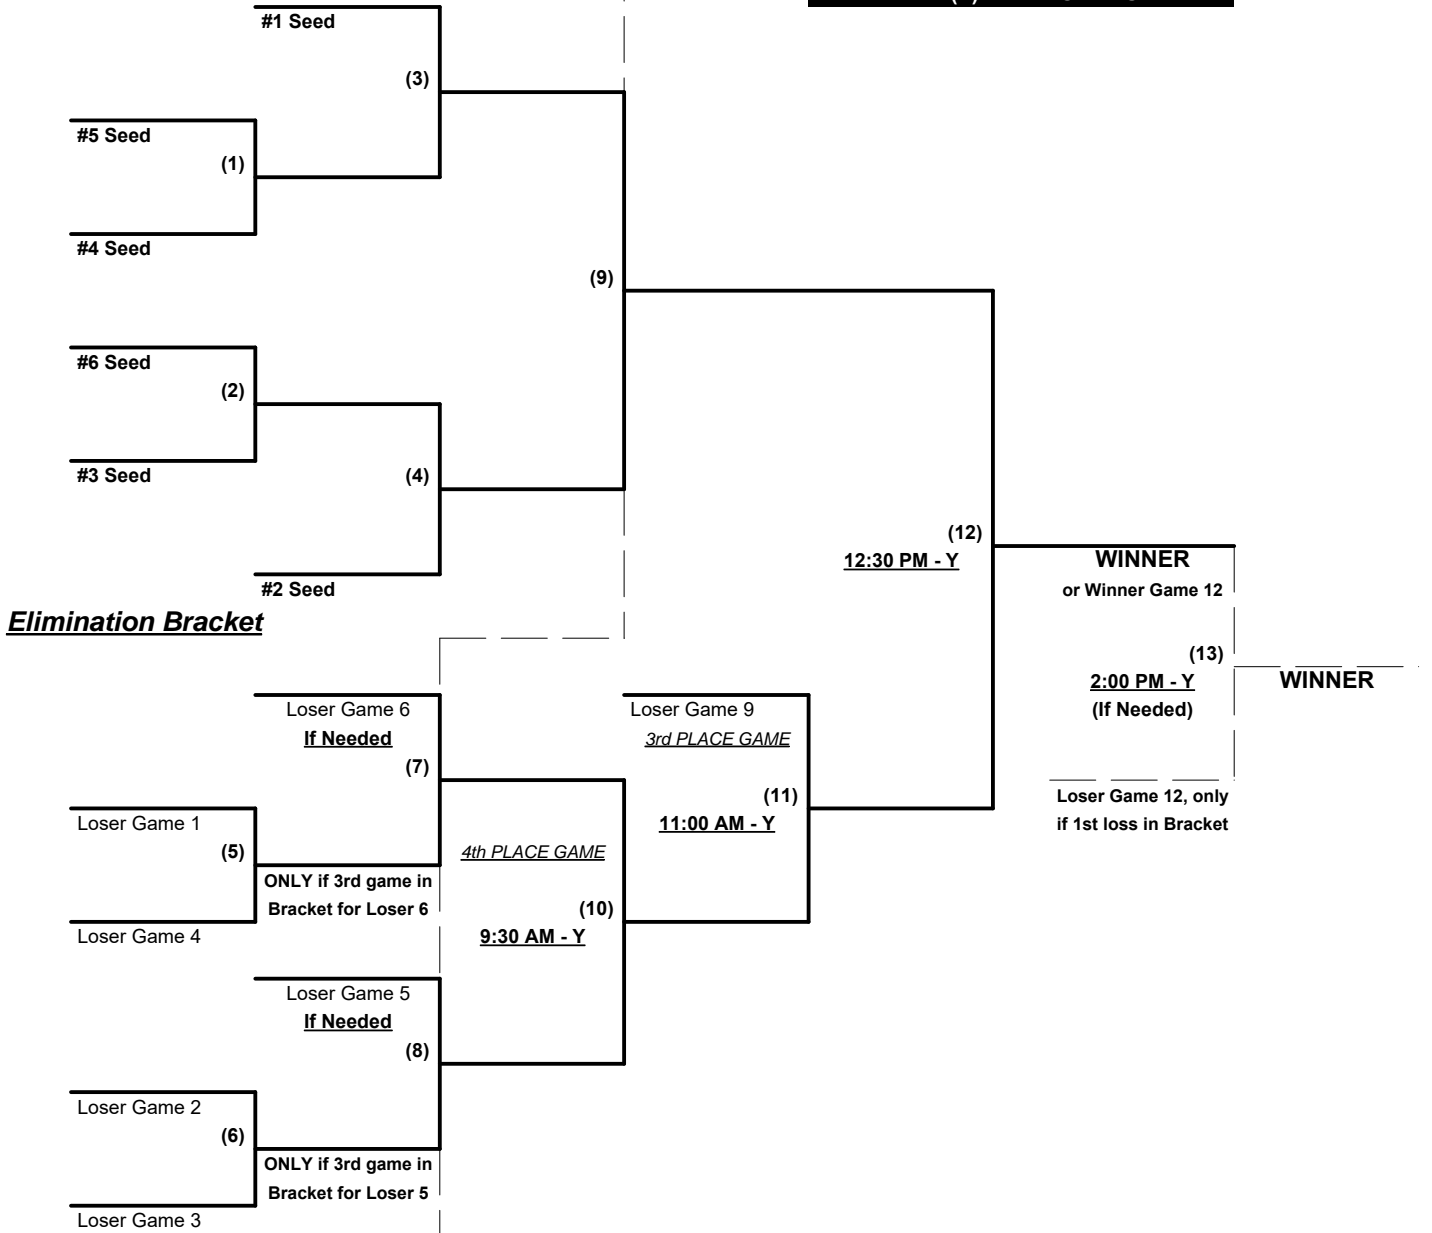 #1 Seed
(3)
#5 Seed
(1)
#4 Seed
(9)
#6 Seed
(2)
#3 Seed
(4)
(12)
12:30 PM - Y
WINNER
or Winner Game 12
#2 Seed
Elimination Bracket
(13)
2:00 PM - Y
(If Needed)
WINNER
Loser Game 6
If Needed
(7)
Loser Game 9
3rd PLACE GAME
(11)
11:00 AM - Y
Loser Game 12, only
if 1st loss in Bracket
Loser Game 1
(5)
4th PLACE GAME
ONLY if 3rd game in
Bracket for Loser 6
(10)
9:30 AM - Y
Loser Game 4
Loser Game 5
If Needed
(8)
Loser Game 2
(6)
ONLY if 3rd game in
Bracket for Loser 5
Loser Game 3